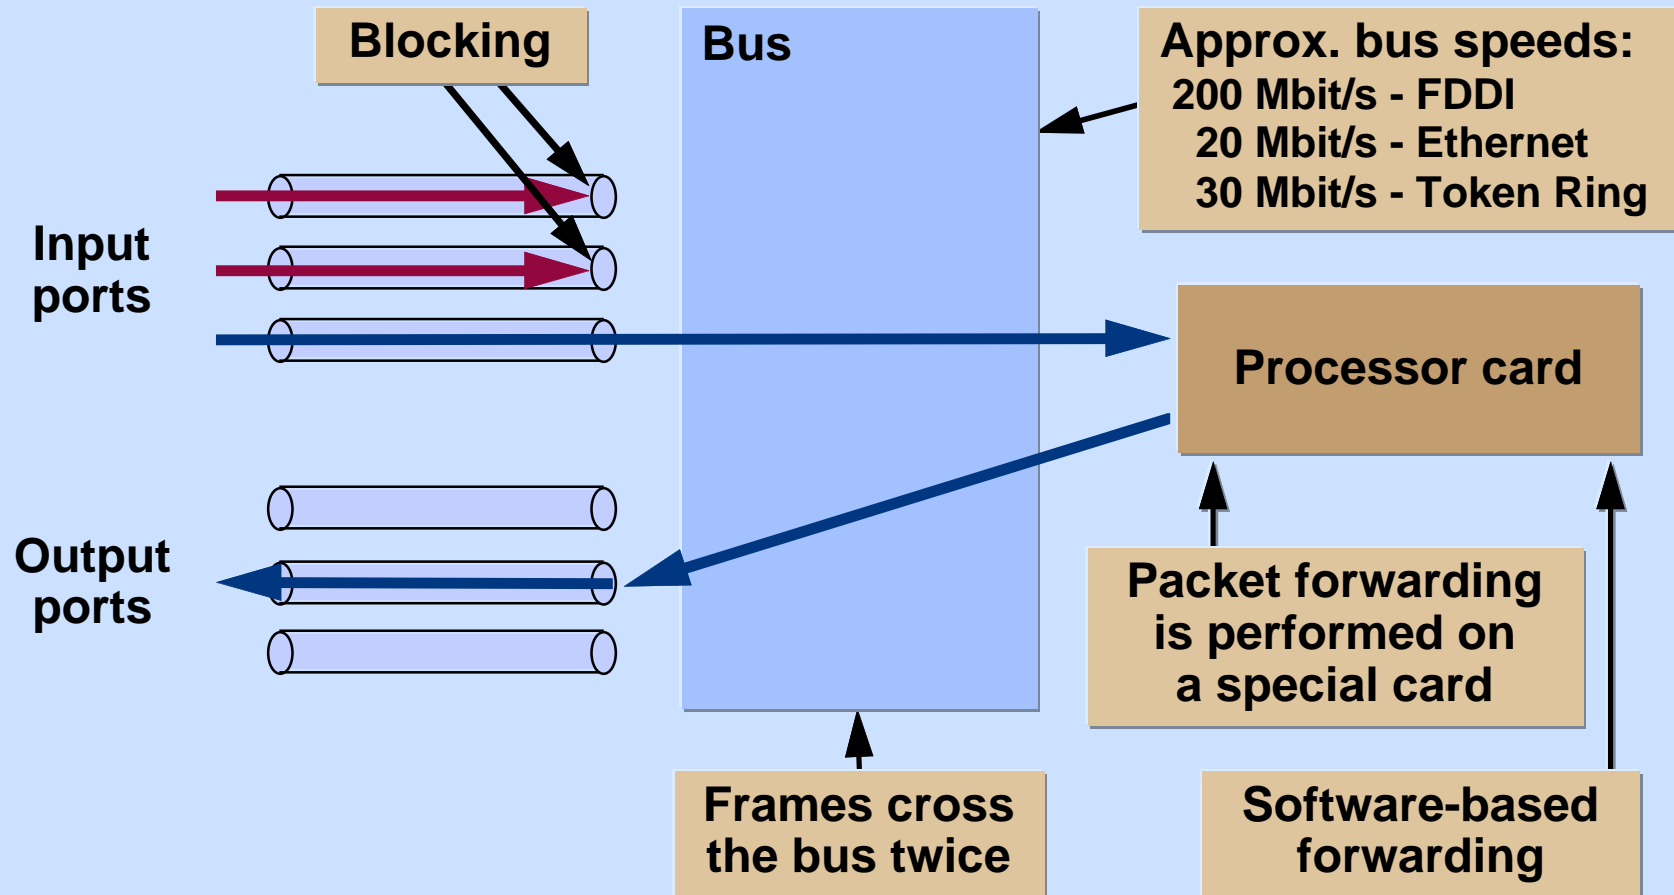 Blocking
Bus
Approx. bus speeds:
200 Mbit/s - FDDI
20 Mbit/s - Ethernet
30 Mbit/s - Token Ring
Input
ports
Processor card
Output
ports
Packet forwarding
is performed on
a special card
Frames cross
the bus twice
Software-based
forwarding